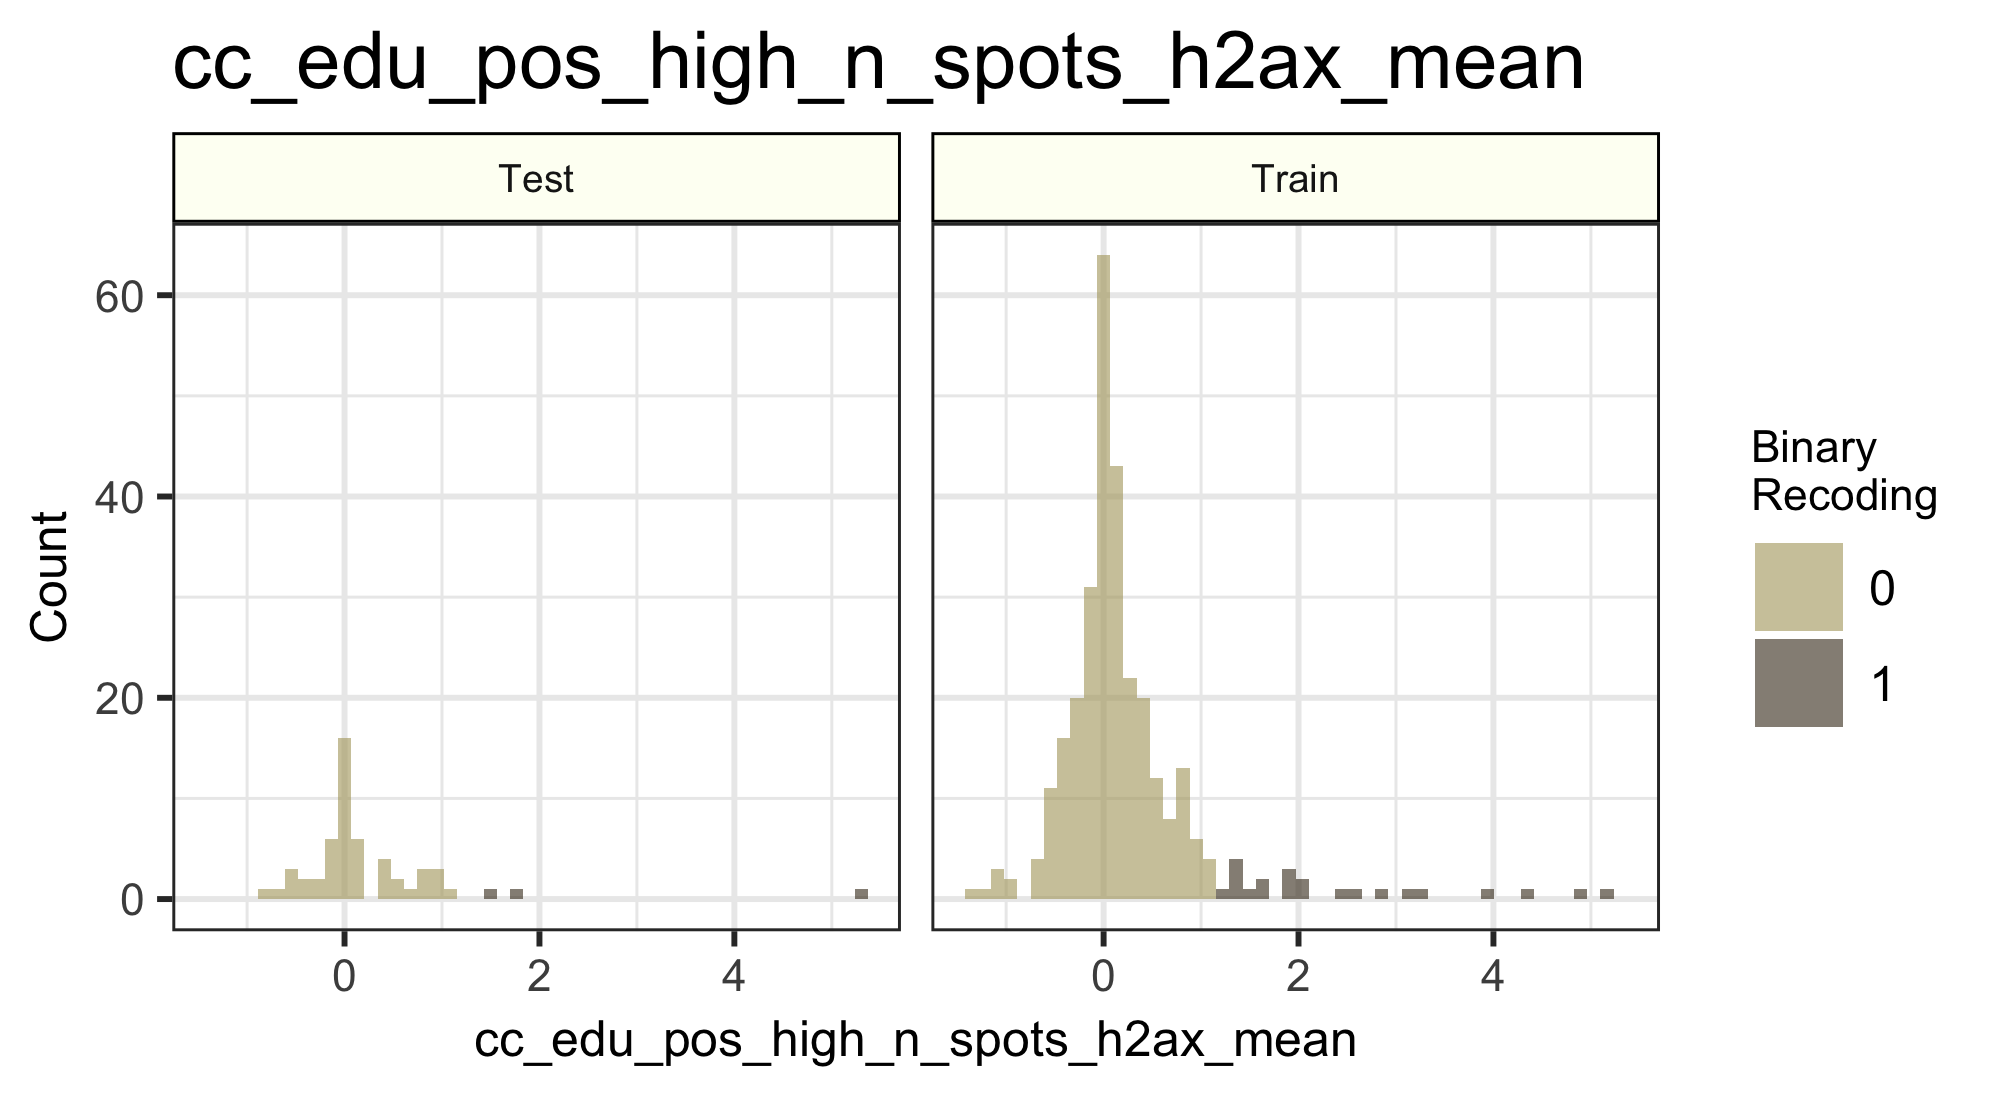 cc_edu_pos_high_n_spots_h2ax_mean
Test
Train
60
40
20
0
Count
0 2 4
0 2 4
cc_edu_pos_high_n_spots_h2ax_mean
Binary
Recoding
0
1